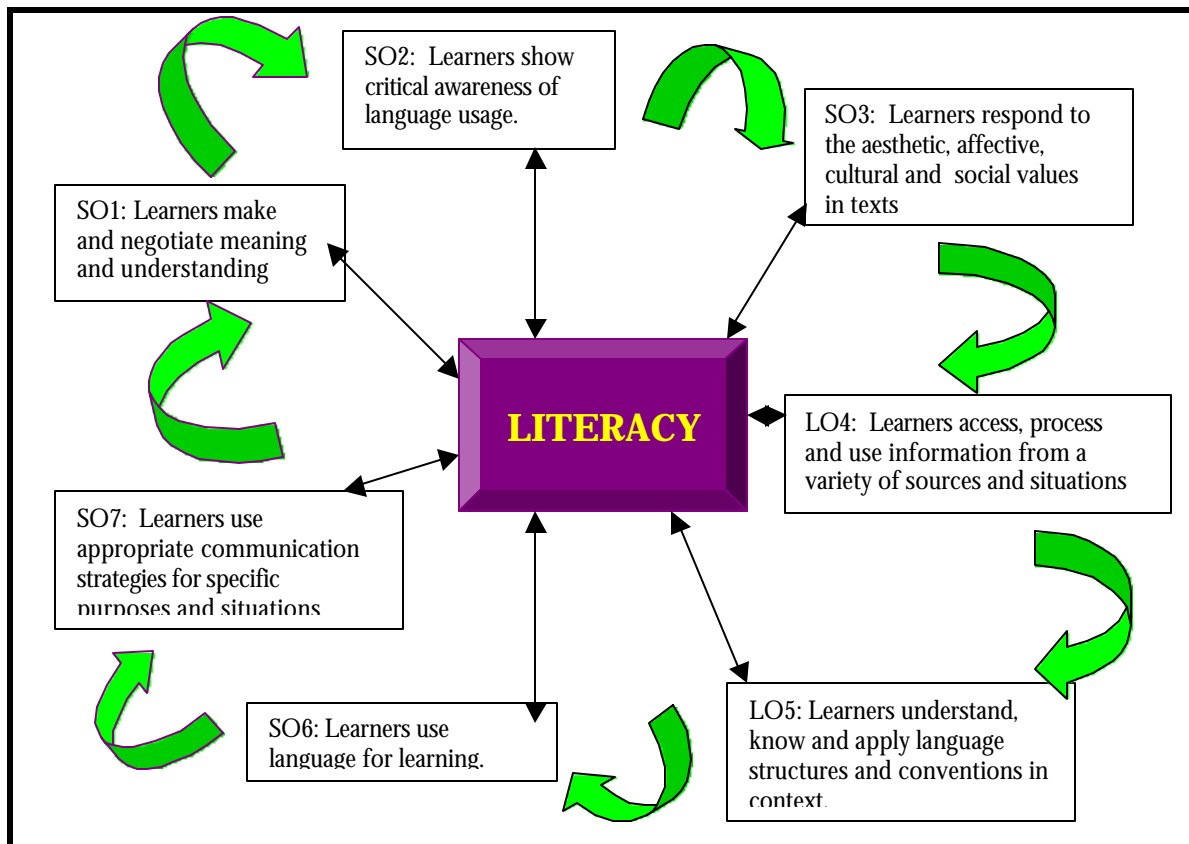 SO2: Learners show
critical awareness of
language usage.
SO3: Learners respond to
the aesthetic, affective,
cultural and social values
in texts
SO1: Learners make
and negotiate meaning
and understanding
LITERACY
LO4: Learners access, process
and use information from a
variety of sources and situations
SO7: Learners use
appropriate communication
strategies for specific
purposes and situations
SO6: Learners use
language for learning.
LO5: Learners understand,
know and apply language
structures and conventions in
context.